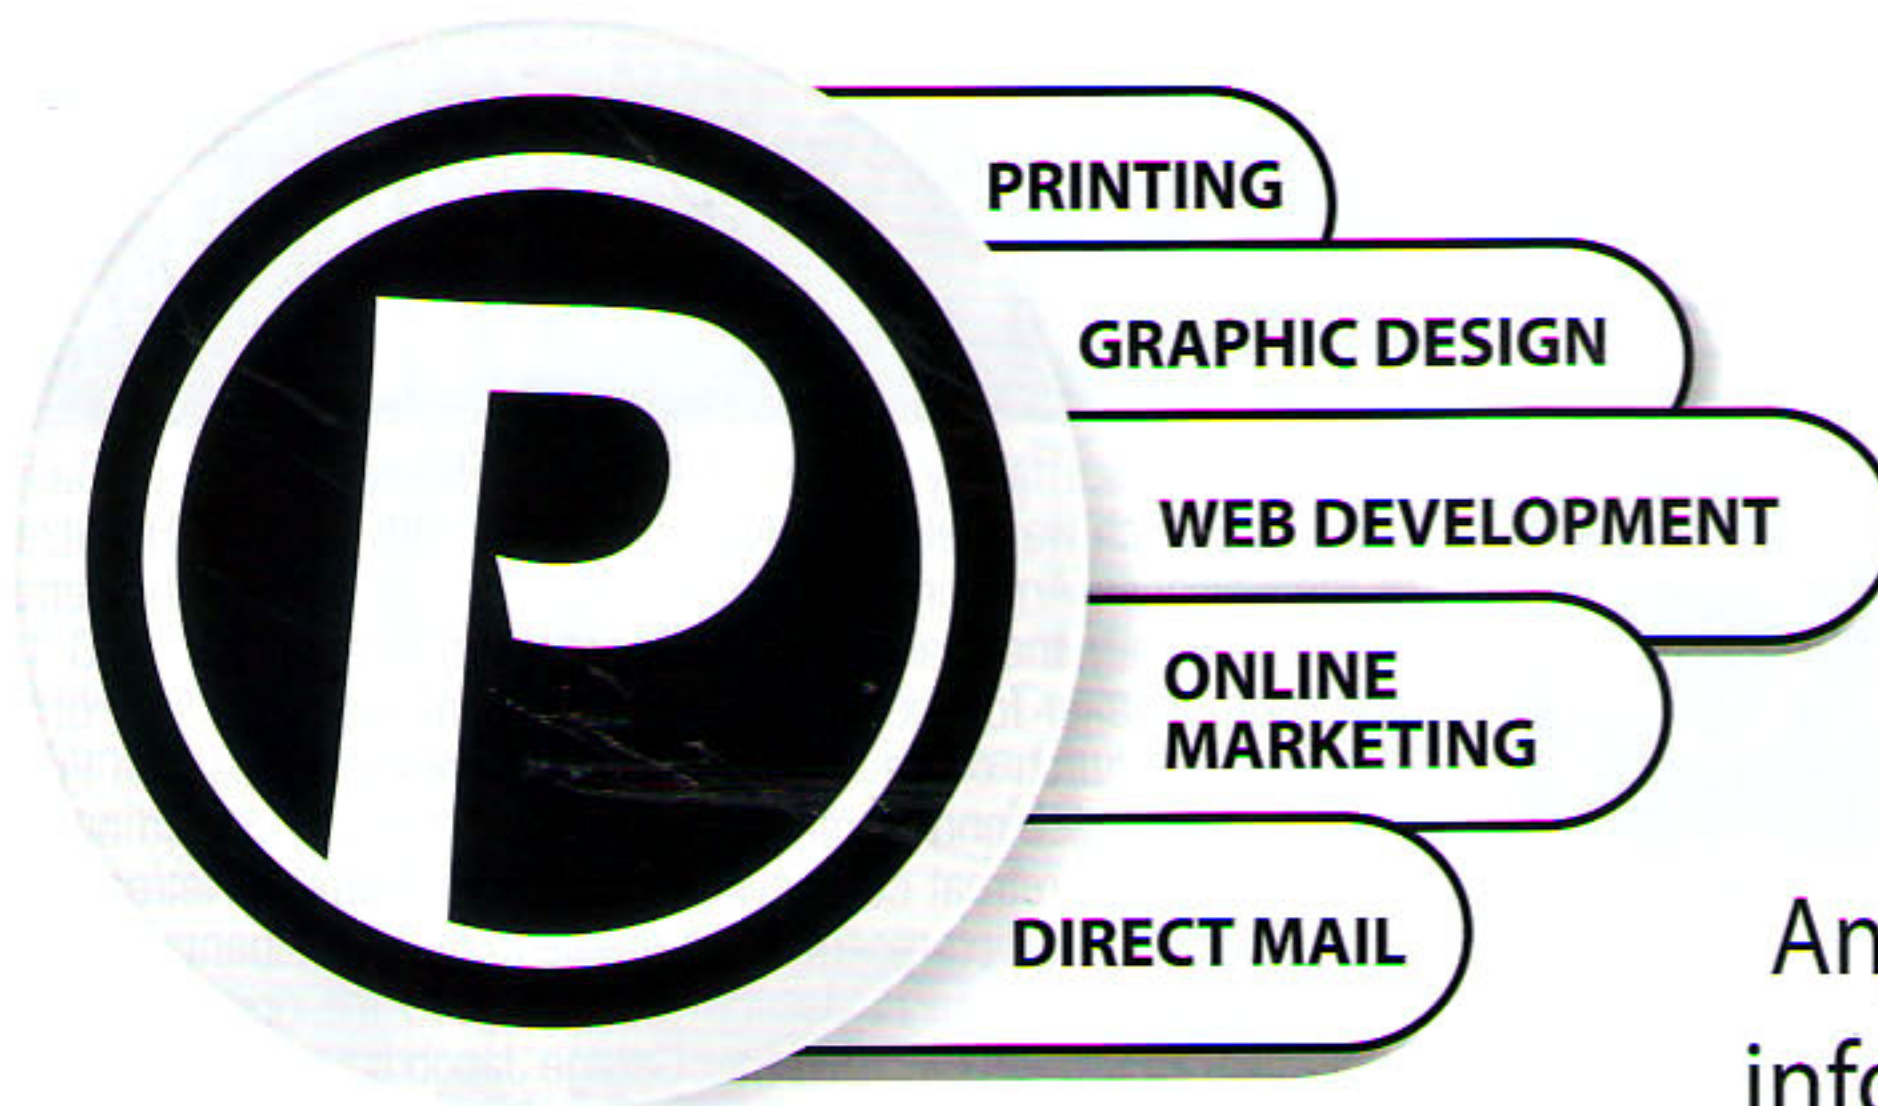 P
PRINTING
GRAPHIC DESIGN
WEB DEVELOPMENT
ONLINE
MARKETING
DIRECT MAIL